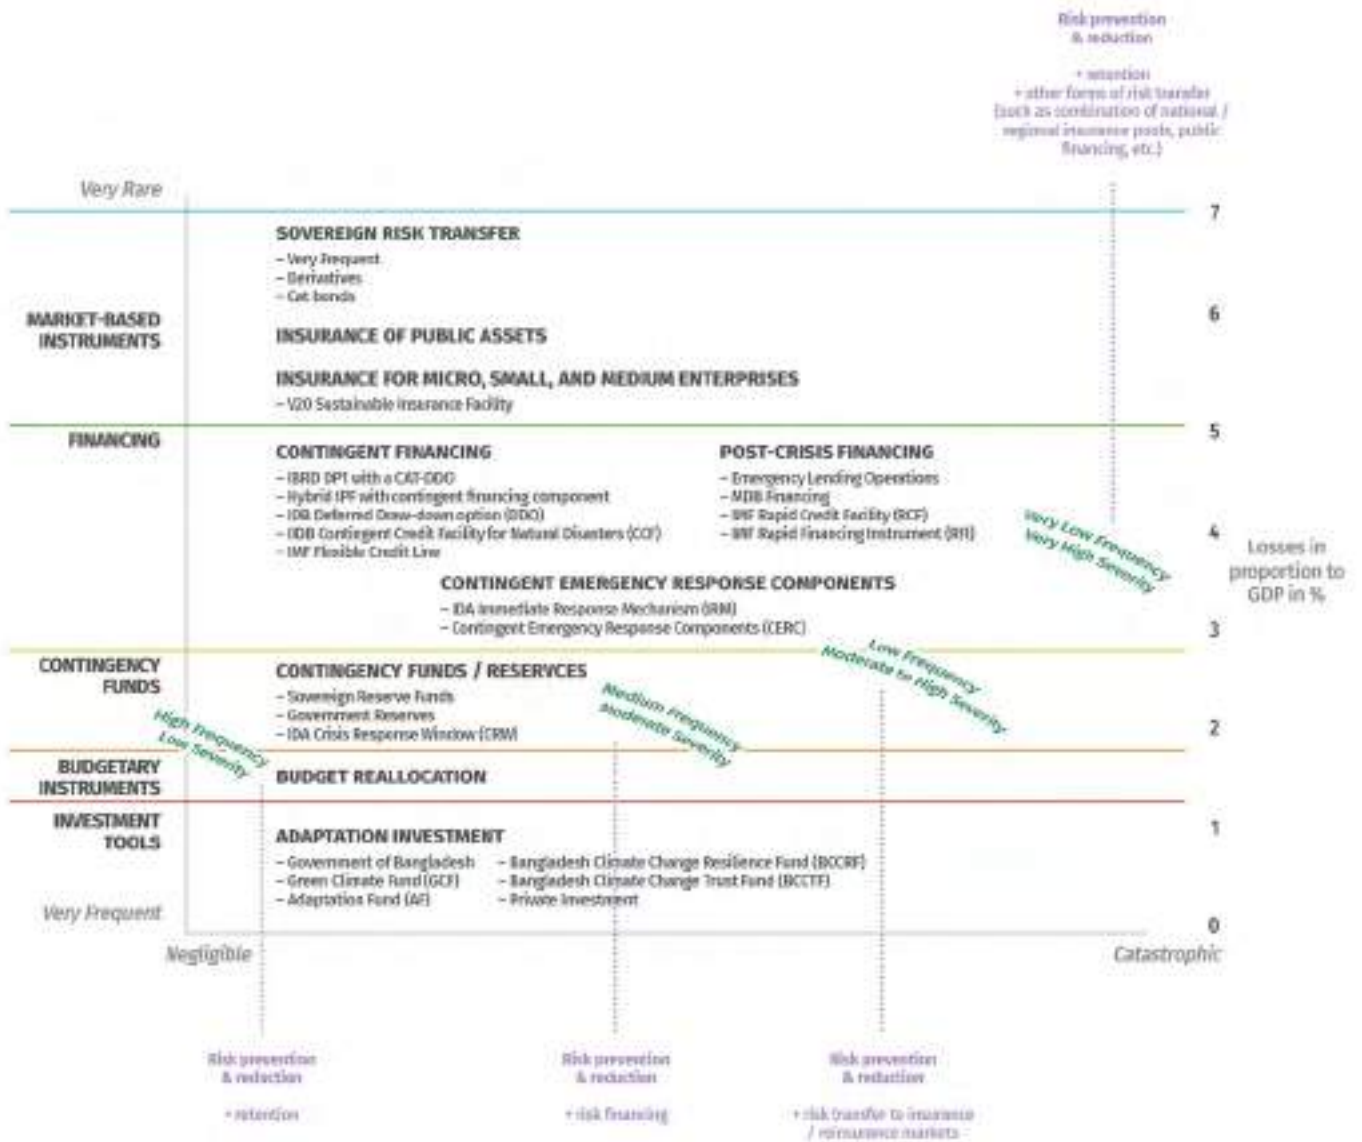 Risk prevention
& reduction
+ retention
+ other forms of risk transfer
(such as combination of national /
regional insurance pools, public
financing, etc.)
Very Rare
7
SOVEREIGN RISK TRANSFER
– Very Frequent
– Derivatives
– Cat bonds
MARKET-BASED
INSTRUMENTS
6
INSURANCE OF PUBLIC ASSETS
INSURANCE FOR MICRO, SMALL, AND MEDIUM ENTERPRISES
– V20 Sustainable Insurance Facility
5
FINANCING
CONTINGENT FINANCING
– IBRD DP1 with a CAT-DDO
– Hybrid IPF with contingent financing component
– IDB Deferred Draw-down option (DDO)
– IDB Contingent Credit Facility for Natural Disasters (CCF)
– IMF Flexible Credit Line
POST-CRISIS FINANCING
– Emergency Lending Operations
– MDB Financing
– IMF Rapid Credit Facility (RCF)
– IMF Rapid Financing Instrument (RFI)
Very Low Frequency
Very High Severity
4
Losses in
proportion to
GDP in %
CONTINGENT EMERGENCY RESPONSE COMPONENTS
– IDA Immediate Response Mechanism (IRM)
– Contingent Emergency Response Components (CERC)
3
Low Frequency
Moderate to High Severity
CONTINGENCY
FUNDS
CONTINGENCY FUNDS / RESERVCES
– Sovereign Reserve Funds
– Government Reserves
– IDA Crisis Response Window (CRW)
High Frequency
Low Severity
Medium Frequency
Moderate Severity
2
BUDGETARY
INSTRUMENTS
BUDGET REALLOCATION
INVESTMENT
TOOLS
1
ADAPTATION INVESTMENT
– Government of Bangladesh
– Green Climate Fund (GCF)
– Adaptation Fund (AF)
– Bangladesh Climate Change Resilience Fund (BCCRF)
– Bangladesh Climate Change Trust Fund (BCCTF)
– Private Investment
Very Frequent
0
Negligible
Catastrophic
Risk prevention
& reduction
+ retention
Risk prevention
& reduction
+ risk financing
Risk prevention
& reduction
+ risk transfer to insurance
/ reinsurance markets